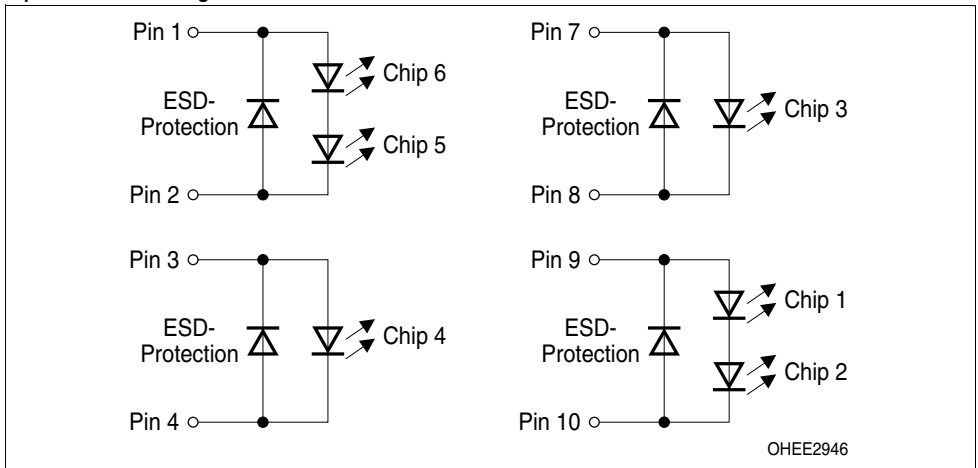 Pin 1
Chip 6
ESD-
Protection
Chip 5
Pin 2
Pin 7
ESD-
Protection
Chip 3
Pin 8
Pin 3
ESD-
Protection
Chip 4
Pin 4
Pin 9
Chip 1
ESD-
Protection
Chip 2
Pin 10
OHEE2946